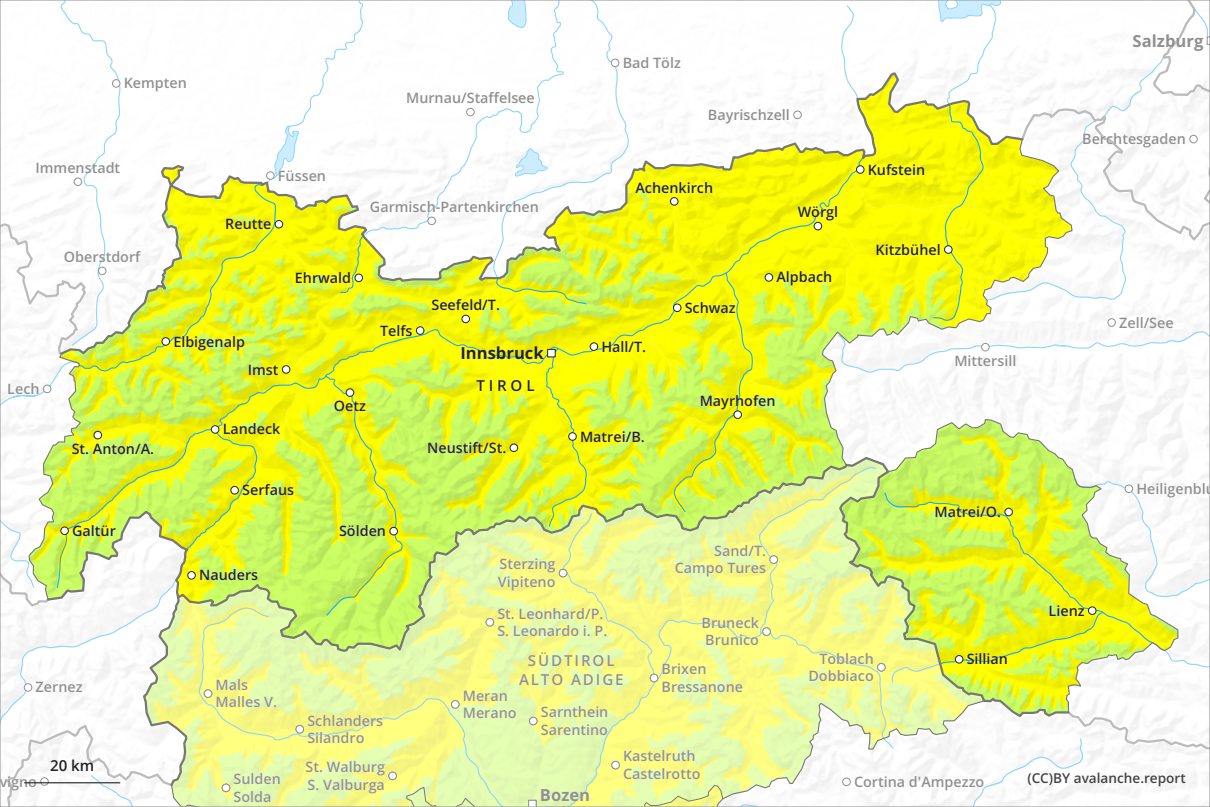 Salzburg
Bad Tölz
Kempten
Murnau/Staffelsee
Bayrischzell
Berchtesgaden
Immenstadt
Füssen
Kufstein
Achenkirch
Garmisch-Partenkirchen
Wörgl
Reutte
Kitzbühel
Oberstdorf
Ehrwald
Alpbach
Seefeld/T.
Schwaz
Zell/See
Telfs
Elbigenalp
Hall/T.
Innsbruck
Mittersill
Imst
TIROL
Lech
Oetz
Mayrhofen
Landeck
Matrei/B.
St. Anton/A.
Neustift/St.
Serfaus
Heiligenblu
Matrei/O.
Galtür
Sölden
Sand/T.
Campo Tures
Sterzing
Vipiteno
Nauders
Lienz
St. Leonhard/P.
S. Leonardo i. P.
Bruneck
Brunico
SÜDTIROL
ALTO ADIGE
Sillian
Toblach
Dobbiaco
Brixen
Bressanone
Zernez
Mals
Malles V.
Meran
Merano
Sarnthein
Sarentino
Schlanders
Silandro
Kastelruth
Castelrotto
20 km
St. Walburg
S. Valburga
vigno
Sulden
Solda
Cortina d'Ampezzo
(CC)BY avalanche.report
Bozen